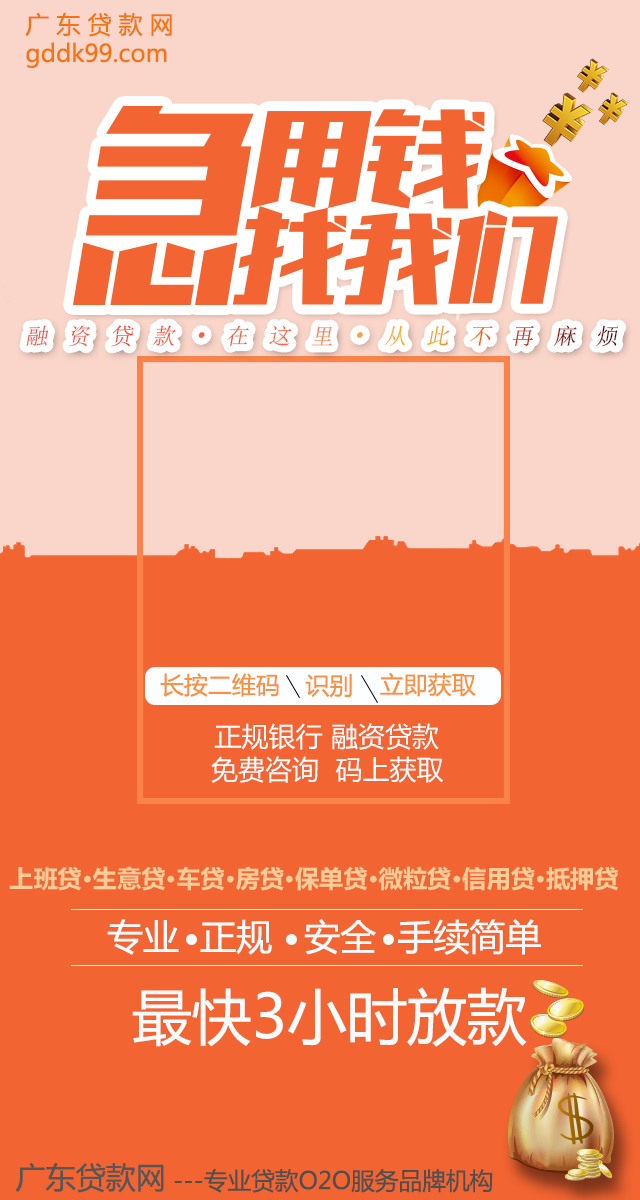 广东贷款网
gddk99.com
急用钱
找我们
融资贷款·在这里·从此不再麻烦
长按二维码\识别\立即获取
正规银行 融资贷款
免费咨询 码上获取
上班贷·生意贷·车贷·房贷·保单贷·微粒贷·信用贷·抵押贷
专业·正规·安全·手续简单
最快3小时放款
广东贷款网 ---专业贷款O2O服务品牌机构